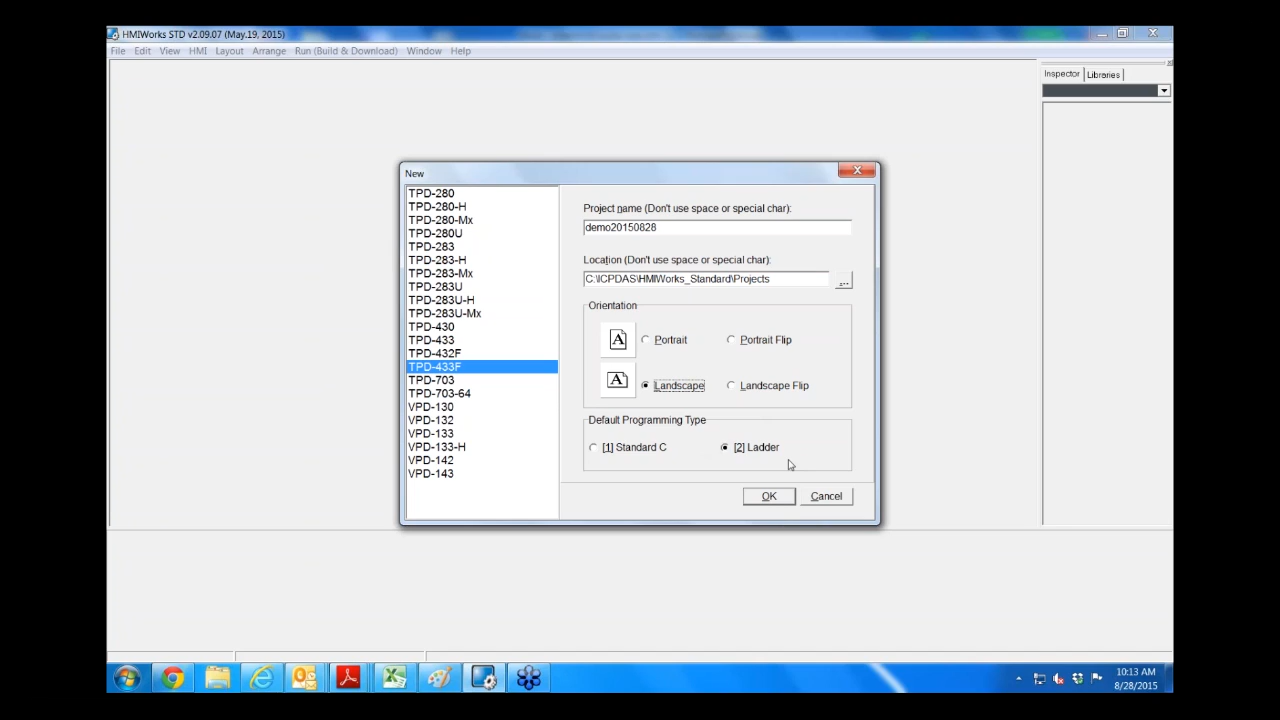 HMIWorks STD v2.09.07 (May.19, 2015)
File Edit View HMI Layout Arrange Run (Build & Download) Window Help
Inspector Libraries
New
TPD-280
TPD-280-H
TPD-280-Mx
TPD-280U
TPD-283
TPD-283-H
TPD-283-Mx
TPD-283U
TPD-283U-H
TPD-283U-Mx
TPD-430
TPD-433
TPD-432F
TPD-433F
TPD-703
TPD-703-64
VPD-130
VPD-132
VPD-133
VPD-133-H
VPD-142
VPD-143
Project name (Don't use space or special char):
demo20150828
Location (Don't use space or special char):
C:\ICPDAS\HMIWorks_Standard\Projects
...
Orientation
A Portrait Portrait Flip
A Landscape Landscape Flip
Default Programming Type
[1] Standard C [2] Ladder
OK Cancel
10:13 AM
8/28/2015